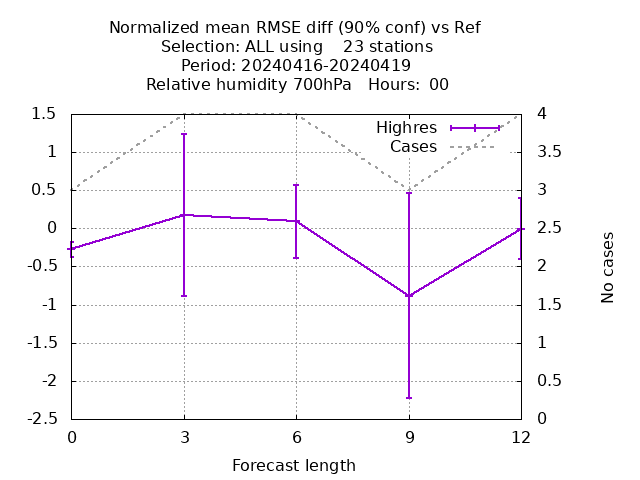 Normalized mean RMSE diff (90% conf) vs Ref
Selection: ALL using    23 stations
Period: 20240416-20240419
Relative humidity 700hPa   Hours:  00
Highres
Cases
1.5
1
0.5
0
-0.5
-1
-1.5
-2
-2.5
4
3.5
3
2.5
2
1.5
1
0.5
0
No cases
0 3 6 9 12
Forecast length